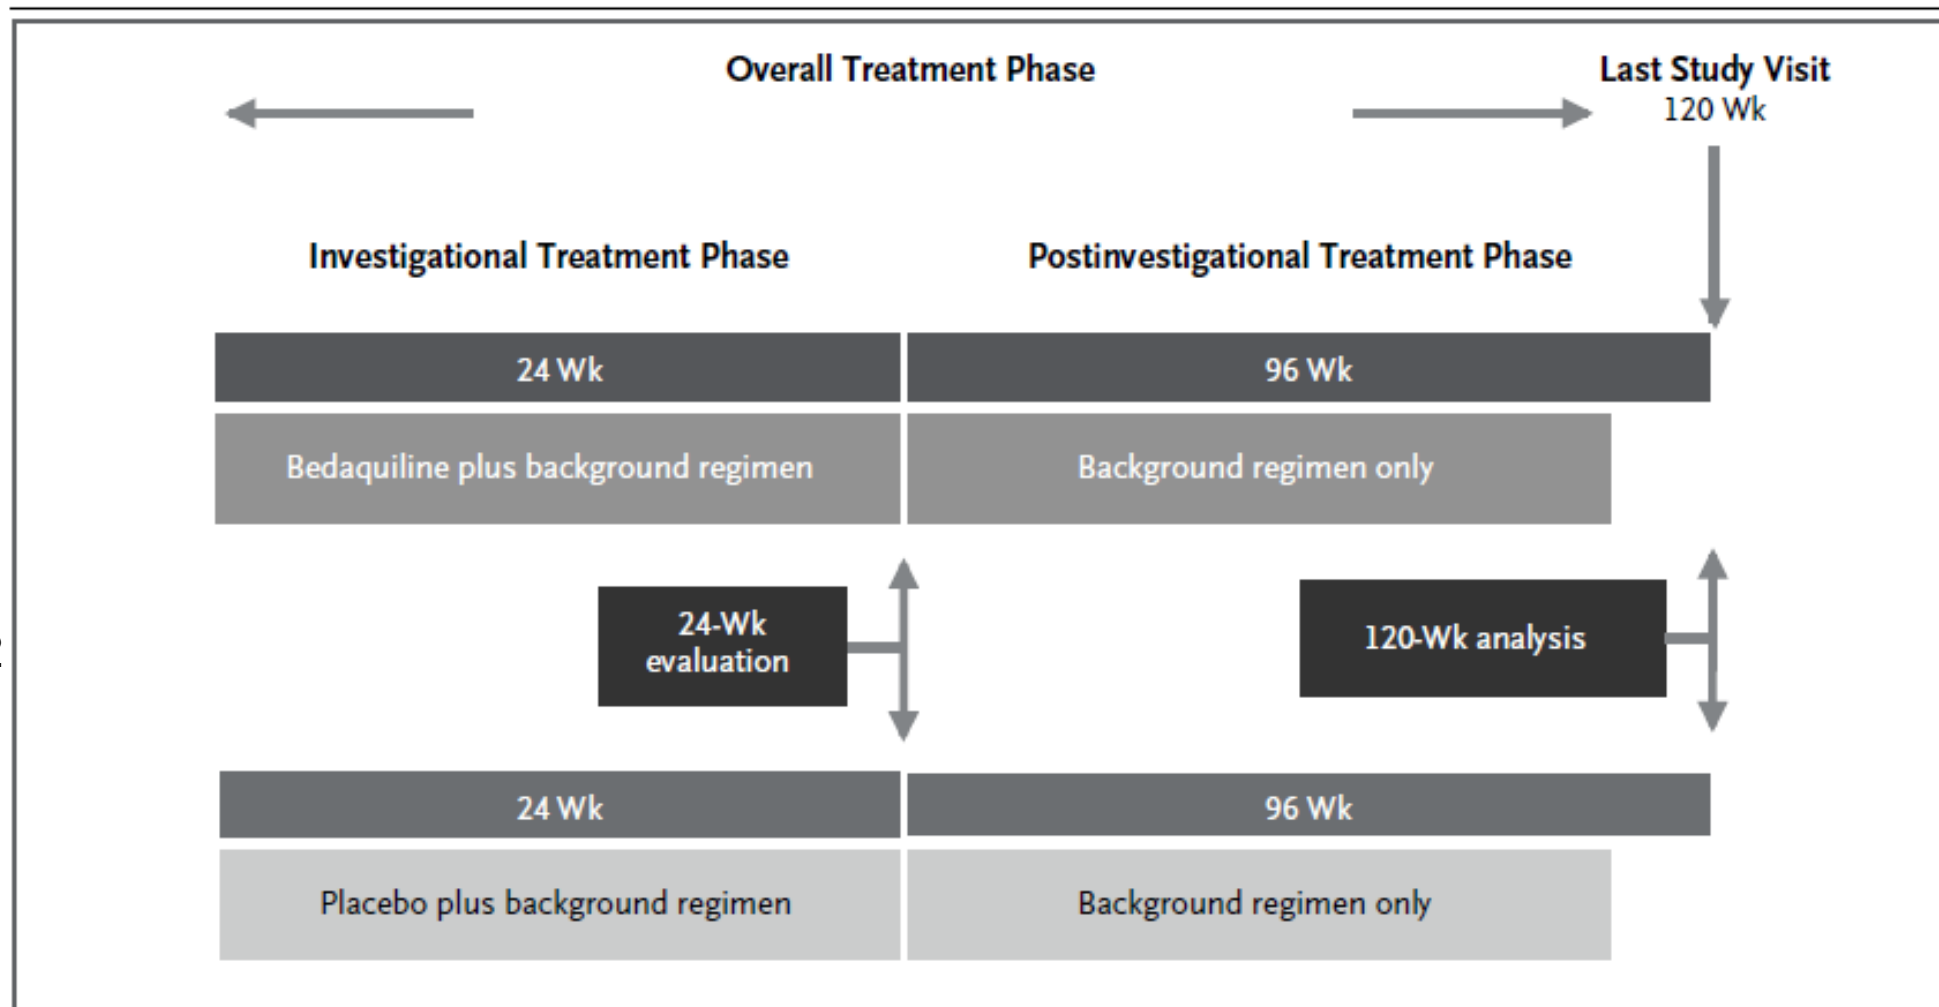 Overall Treatment Phase
Last Study Visit
120 Wk
Investigational Treatment Phase
Postinvestigational Treatment Phase
24 Wk
96 Wk
Bedaquiline plus background regimen
Background regimen only
24-Wk
evaluation
120-Wk analysis
24 Wk
96 Wk
Placebo plus background regimen
Background regimen only